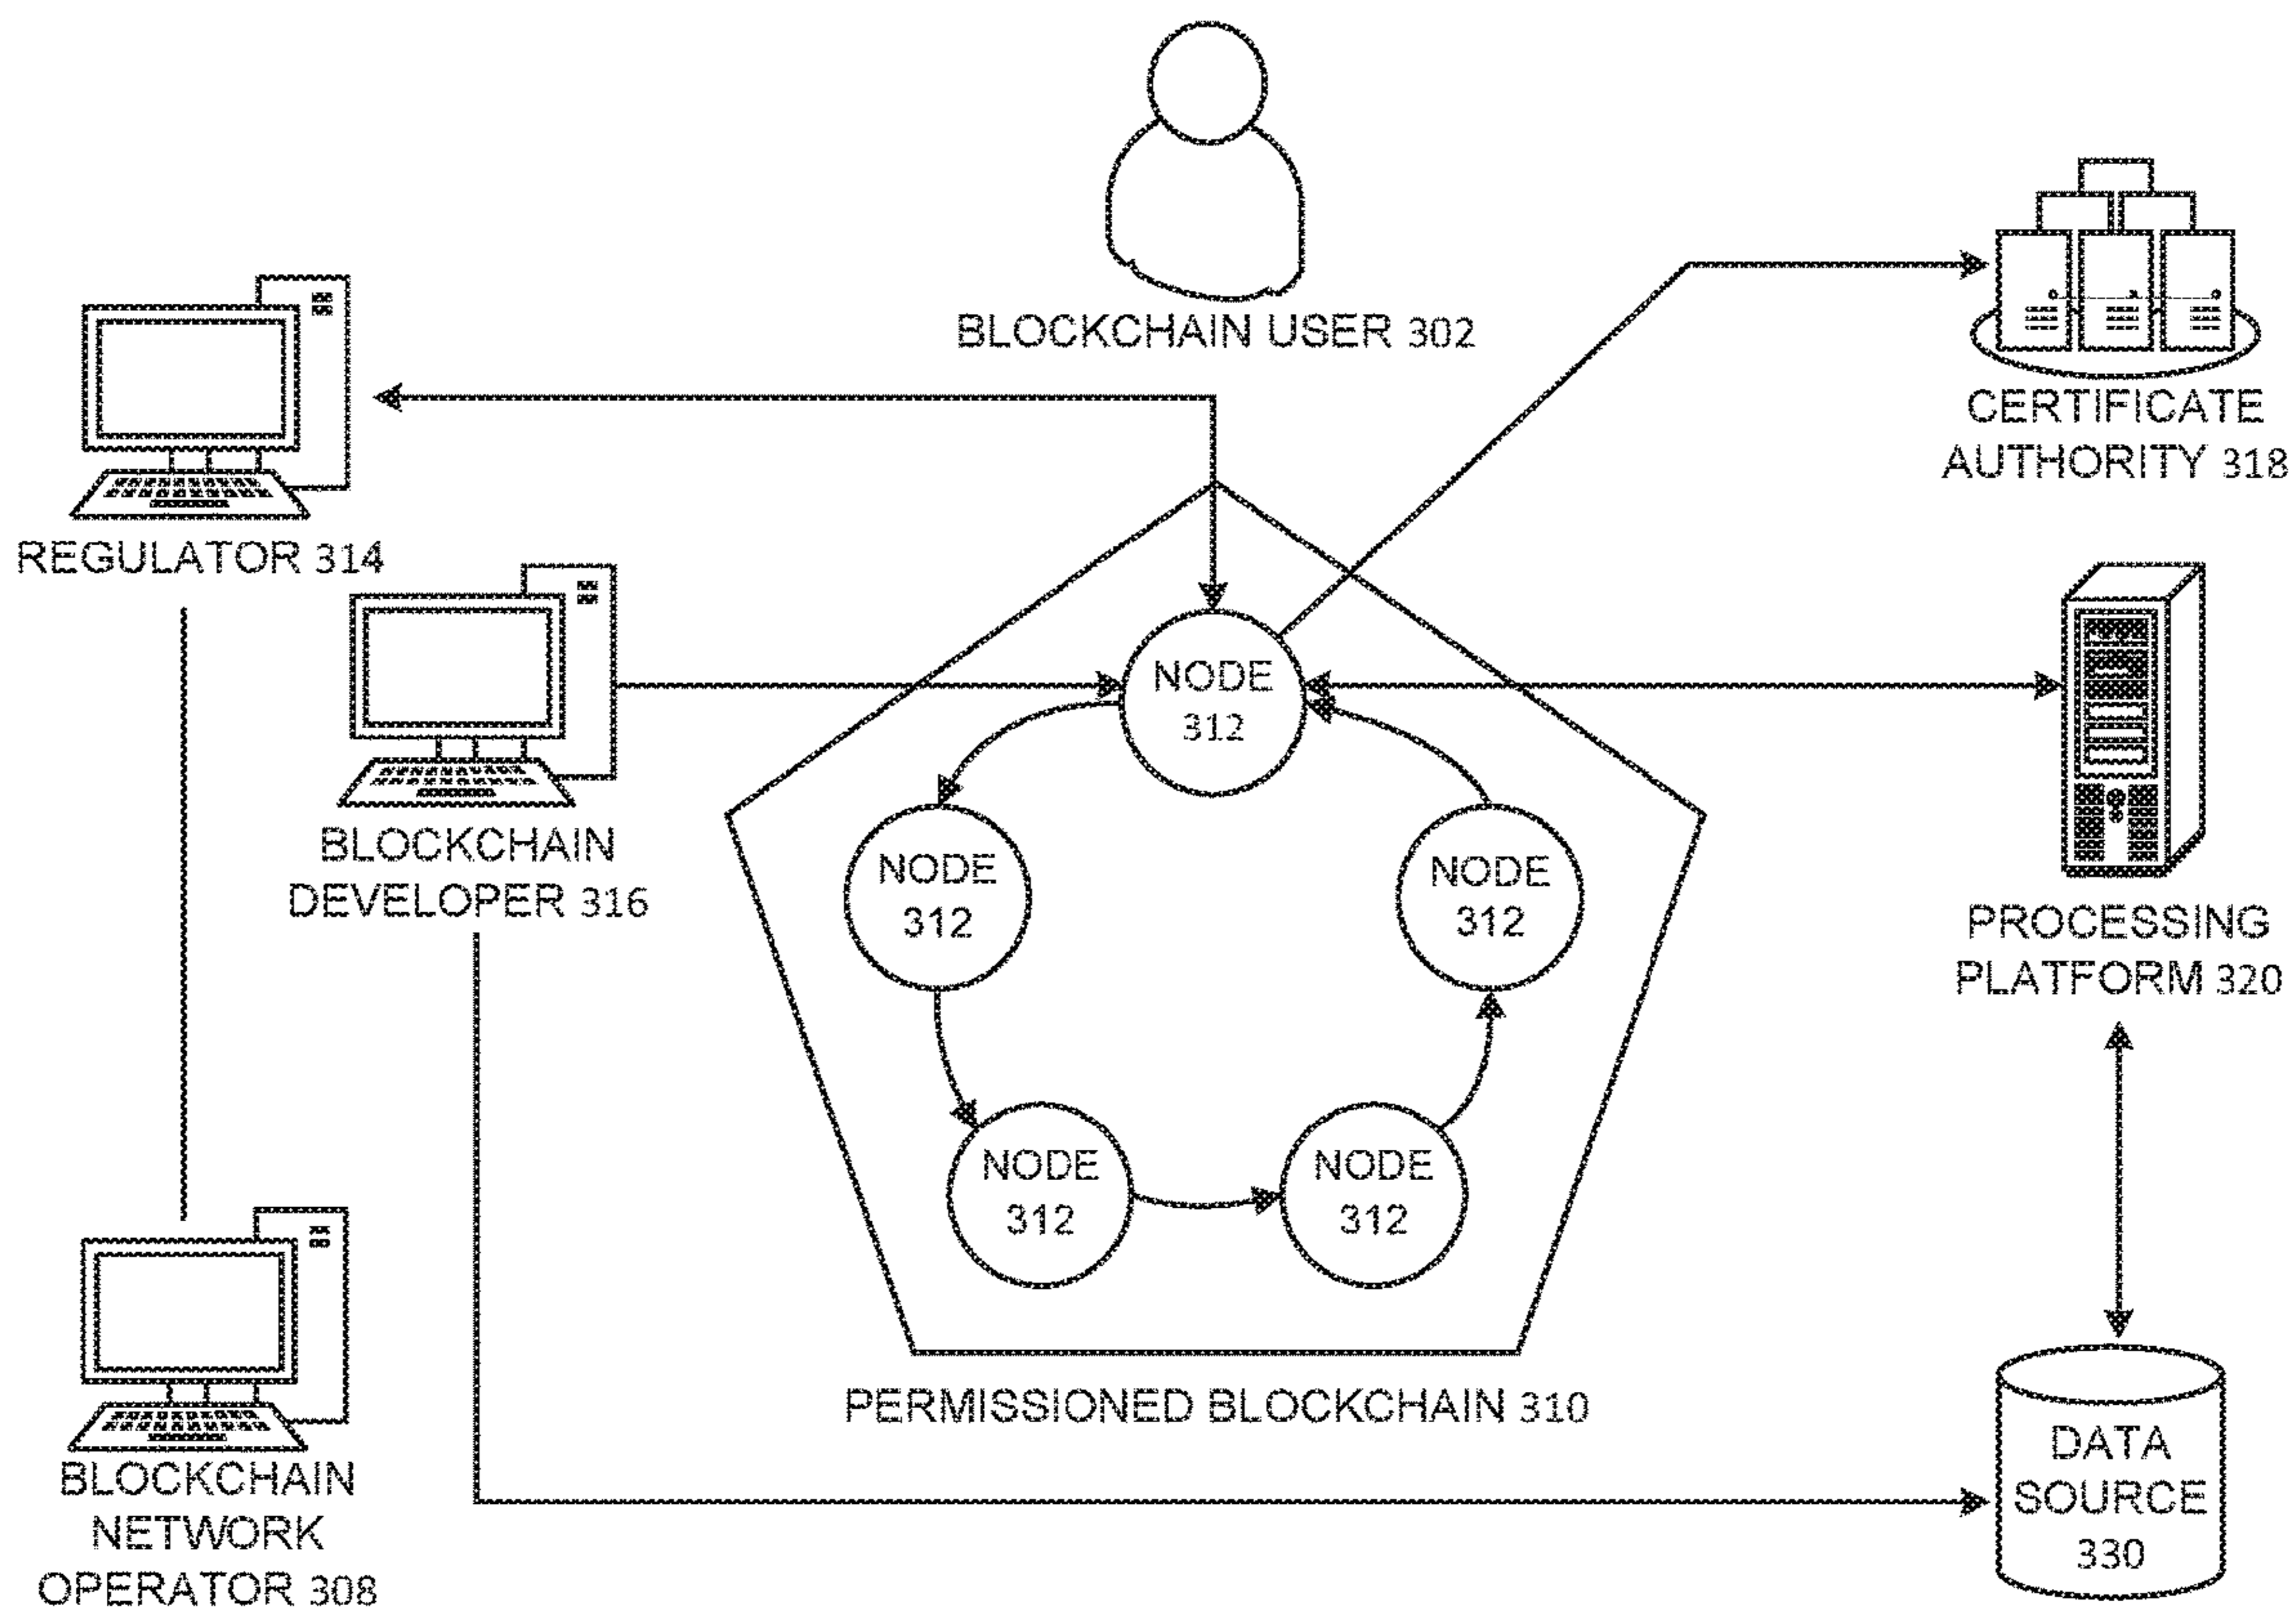 BLOCKCHAIN USER 302
CERTIFICATE
AUTHORITY 318
REGULATOR 314
BLOCKCHAIN
DEVELOPER 316
NODE
312
NODE
312
NODE
312
NODE
312
NODE
312
PROCESSING
PLATFORM 320
PERMISSIONED BLOCKCHAIN 310
BLOCKCHAIN
NETWORK
OPERATOR 308
DATA
SOURCE
330